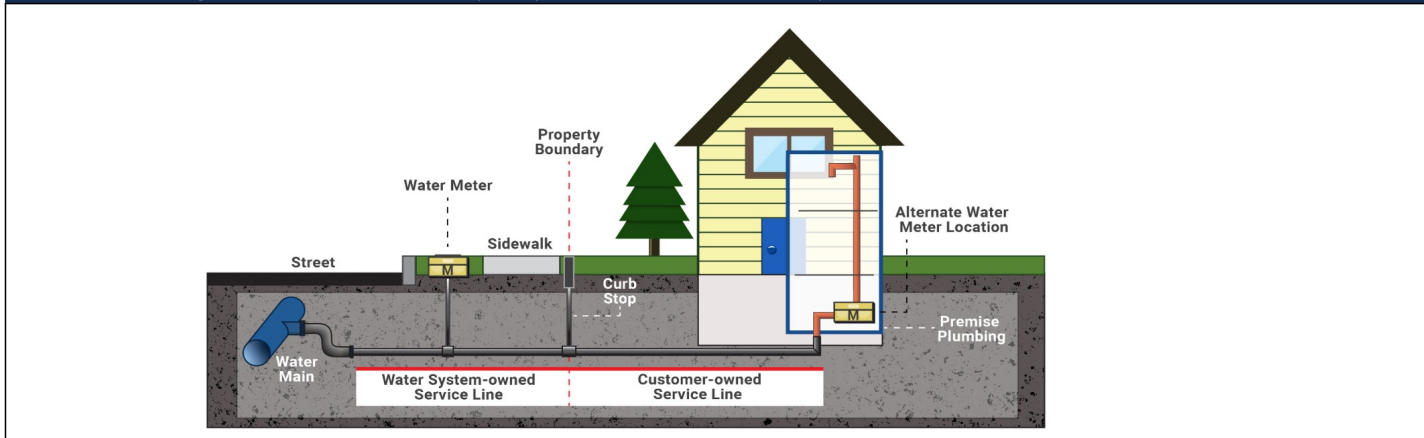 Property
Boundary
Water Meter
Alternate Water
Meter Location
Sidewalk
Street
M
Curb
Stop
M
Premise
Plumbing
Water
Main
Water System-owned
Service Line
Customer-owned
Service Line